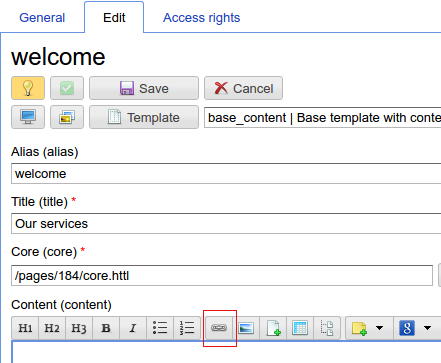 General Edit Access rights
welcome
Save Cancel
Template base_content | Base template with conte
Alias (alias)
welcome
Title (title) *
Our services
Core (core) *
/pages/184/core.httl
Content (content)
H1 H2 H3 B I 8